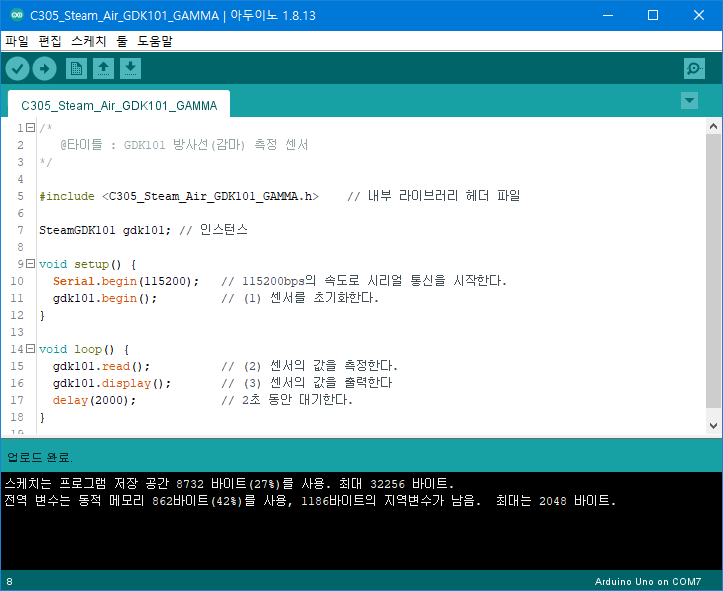 C305_Steam_Air_GDK101_GAMMA | 아두이노 1.8.13
파일 편집 스케치 툴 도움말
C305_Steam_Air_GDK101_GAMMA
1 /*
2 @타이틀 : GDK101 방사선(감마) 측정 센서
3 */
4
5 #include <C305_Steam_Air_GDK101_GAMMA.h> // 내부 라이브러리 헤더 파일
6
7 SteamGDK101 gdk101; // 인스턴스
8
9 void setup() {
10 Serial.begin(115200); // 115200bps의 속도로 시리얼 통신을 시작한다.
11 gdk101.begin(); // (1) 센서를 초기화한다.
12 }
13
14 void loop() {
15 gdk101.read(); // (2) 센서의 값을 측정한다.
16 gdk101.display(); // (3) 센서의 값을 출력한다
17 delay(2000); // 2초 동안 대기한다.
18 }
19
업로드 완료.
스케치는 프로그램 저장 공간 8732 바이트(27%)를 사용. 최대 32256 바이트.
전역 변수는 동적 메모리 862바이트(42%)를 사용, 1186바이트의 지역변수가 남음. 최대는 2048 바이트.
8 Arduino Uno on COM7